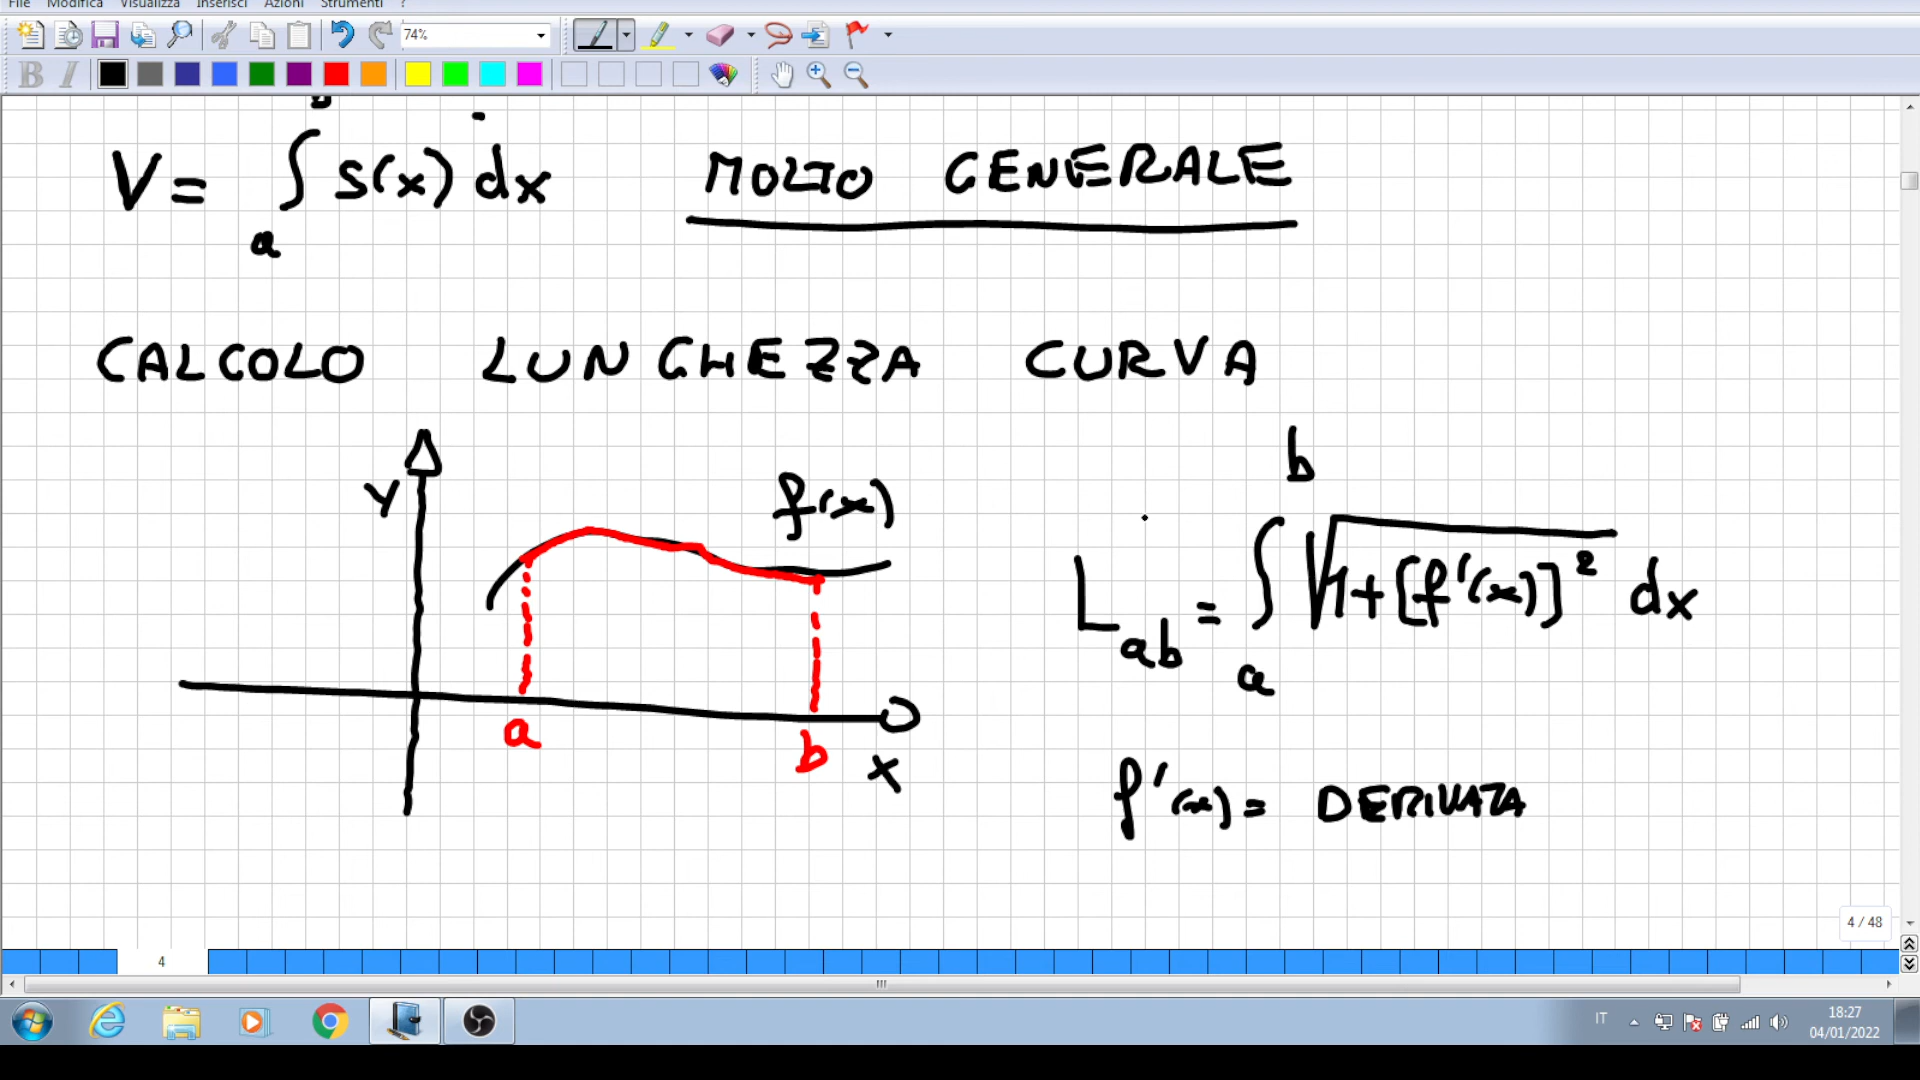 File Modifica Visualizza Inserisci Azioni Strumenti ?
74%
B I
V = ∫ s(x) dx MOLTO GENERALE
a
CALCOLO LUNGHEZZA CURVA
b
Y f(x)
L ab = ∫ √1+[f'(x)]² dx
a
a b X
f'(x) = DERIVATA
4 / 48
4
IT 18:27
04/01/2022